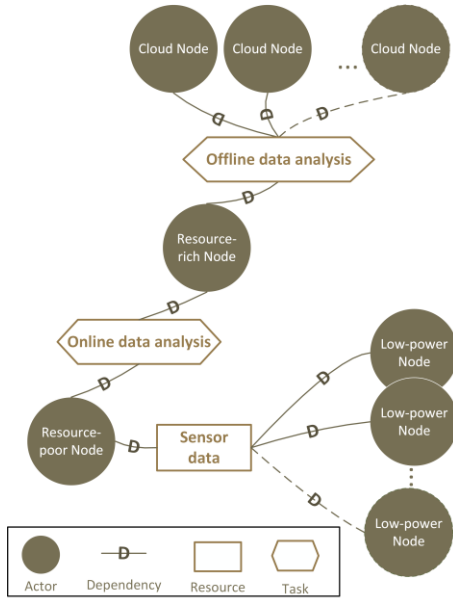 Cloud Node
Cloud Node
...
Cloud Node
D
D
D
Offline data analysis
D
Resource-
rich Node
D
Online data analysis
D
Low-power
Node
D
Resource-
poor Node
D
Sensor
data
D
Low-power
Node
D
Low-power
Node
D
Actor
Dependency
Resource
Task